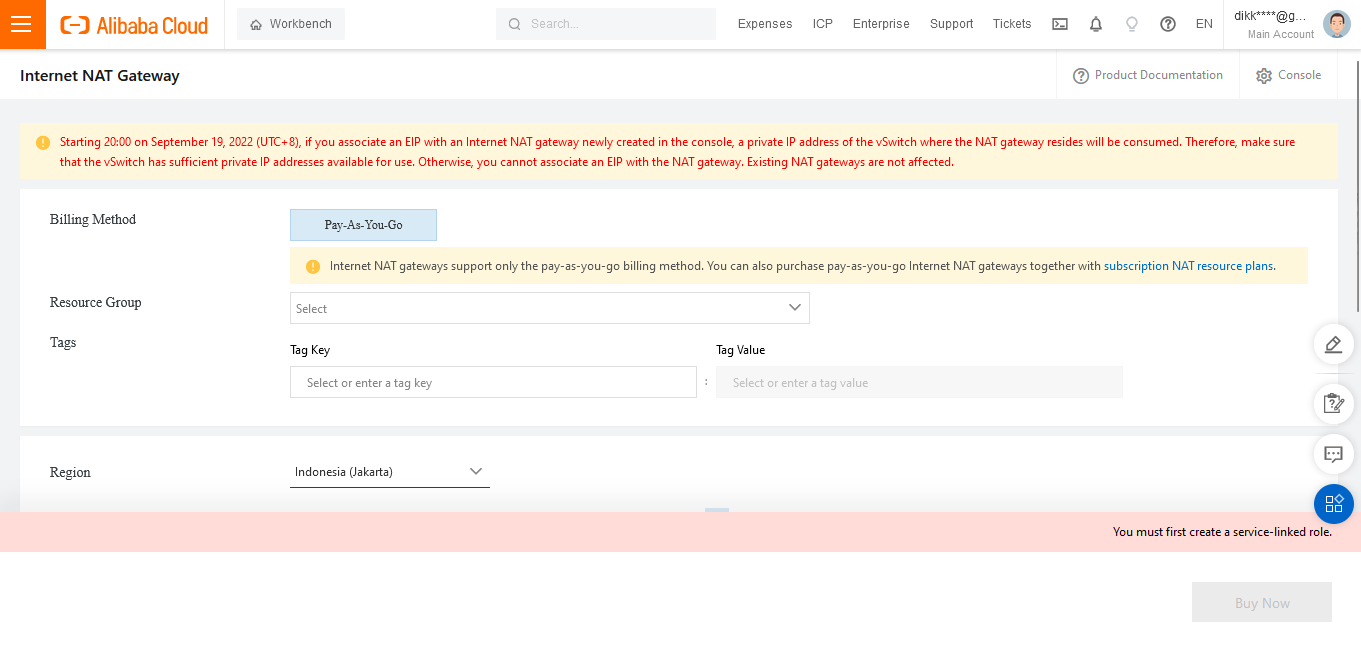 Alibaba Cloud
Workbench
Search...
Expenses
ICP
Enterprise
Support
Tickets
EN
dikk****@g...
Main Account
Internet NAT Gateway
Product Documentation
Console
Starting 20:00 on September 19, 2022 (UTC+8), if you associate an EIP with an Internet NAT gateway newly created in the console, a private IP address of the vSwitch where the NAT gateway resides will be consumed. Therefore, make sure
that the vSwitch has sufficient private IP addresses available for use. Otherwise, you cannot associate an EIP with the NAT gateway. Existing NAT gateways are not affected.
Billing Method
Pay-As-You-Go
Internet NAT gateways support only the pay-as-you-go billing method. You can also purchase pay-as-you-go Internet NAT gateways together with subscription NAT resource plans.
Resource Group
Select
Tags
Tag Key
Tag Value
Select or enter a tag key
:
Select or enter a tag value
Region
Indonesia (Jakarta)
You must first create a service-linked role.
Buy Now